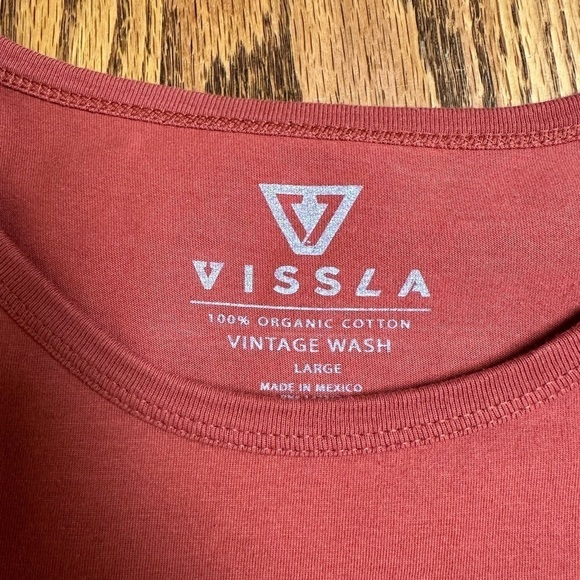 VISSLA
100% ORGANIC COTTON
VINTAGE WASH
LARGE
MADE IN MEXICO